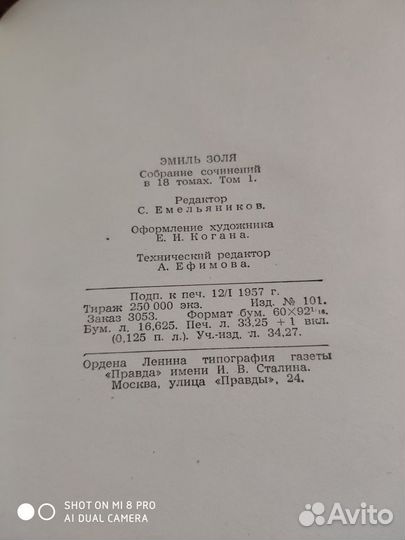 ЭМИЛЬ ЗОЛЯ
Собрание сочинений
в 18 томах. Том 1.
Редактор
С. Емельяников.
Оформление художника
Е. И. Когана.
Технический редактор
А. Ефимова.
Подп. к печ. 12/I 1957 г.
Тираж 250 000 экз. Изд. № 101.
Заказ 3053. Формат бум. 60×92¹/₁₆.
Бум. л. 16,625. Печ. л. 33,25 + 1 вкл.
(0,125 п. л.). Уч.-изд. л. 34,27.
Ордена Ленина типография газеты
«Правда» имени И. В. Сталина.
Москва, улица «Правды», 24.
SHOT ON MI 8 PRO
AI DUAL CAMERA
Avito